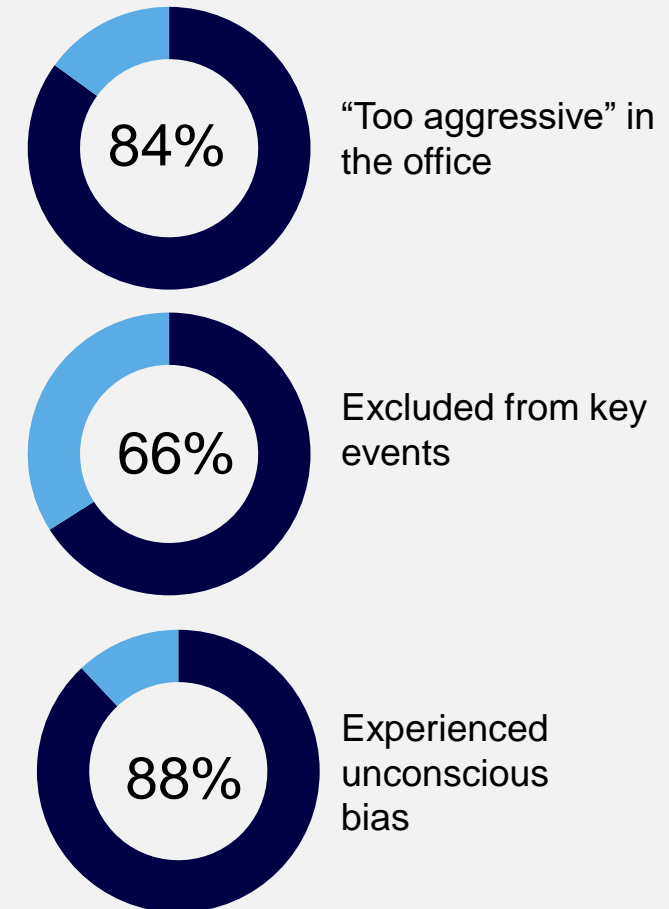 84%
“Too aggressive” in
the office
66%
Excluded from key
events
88%
Experienced
unconscious
bias